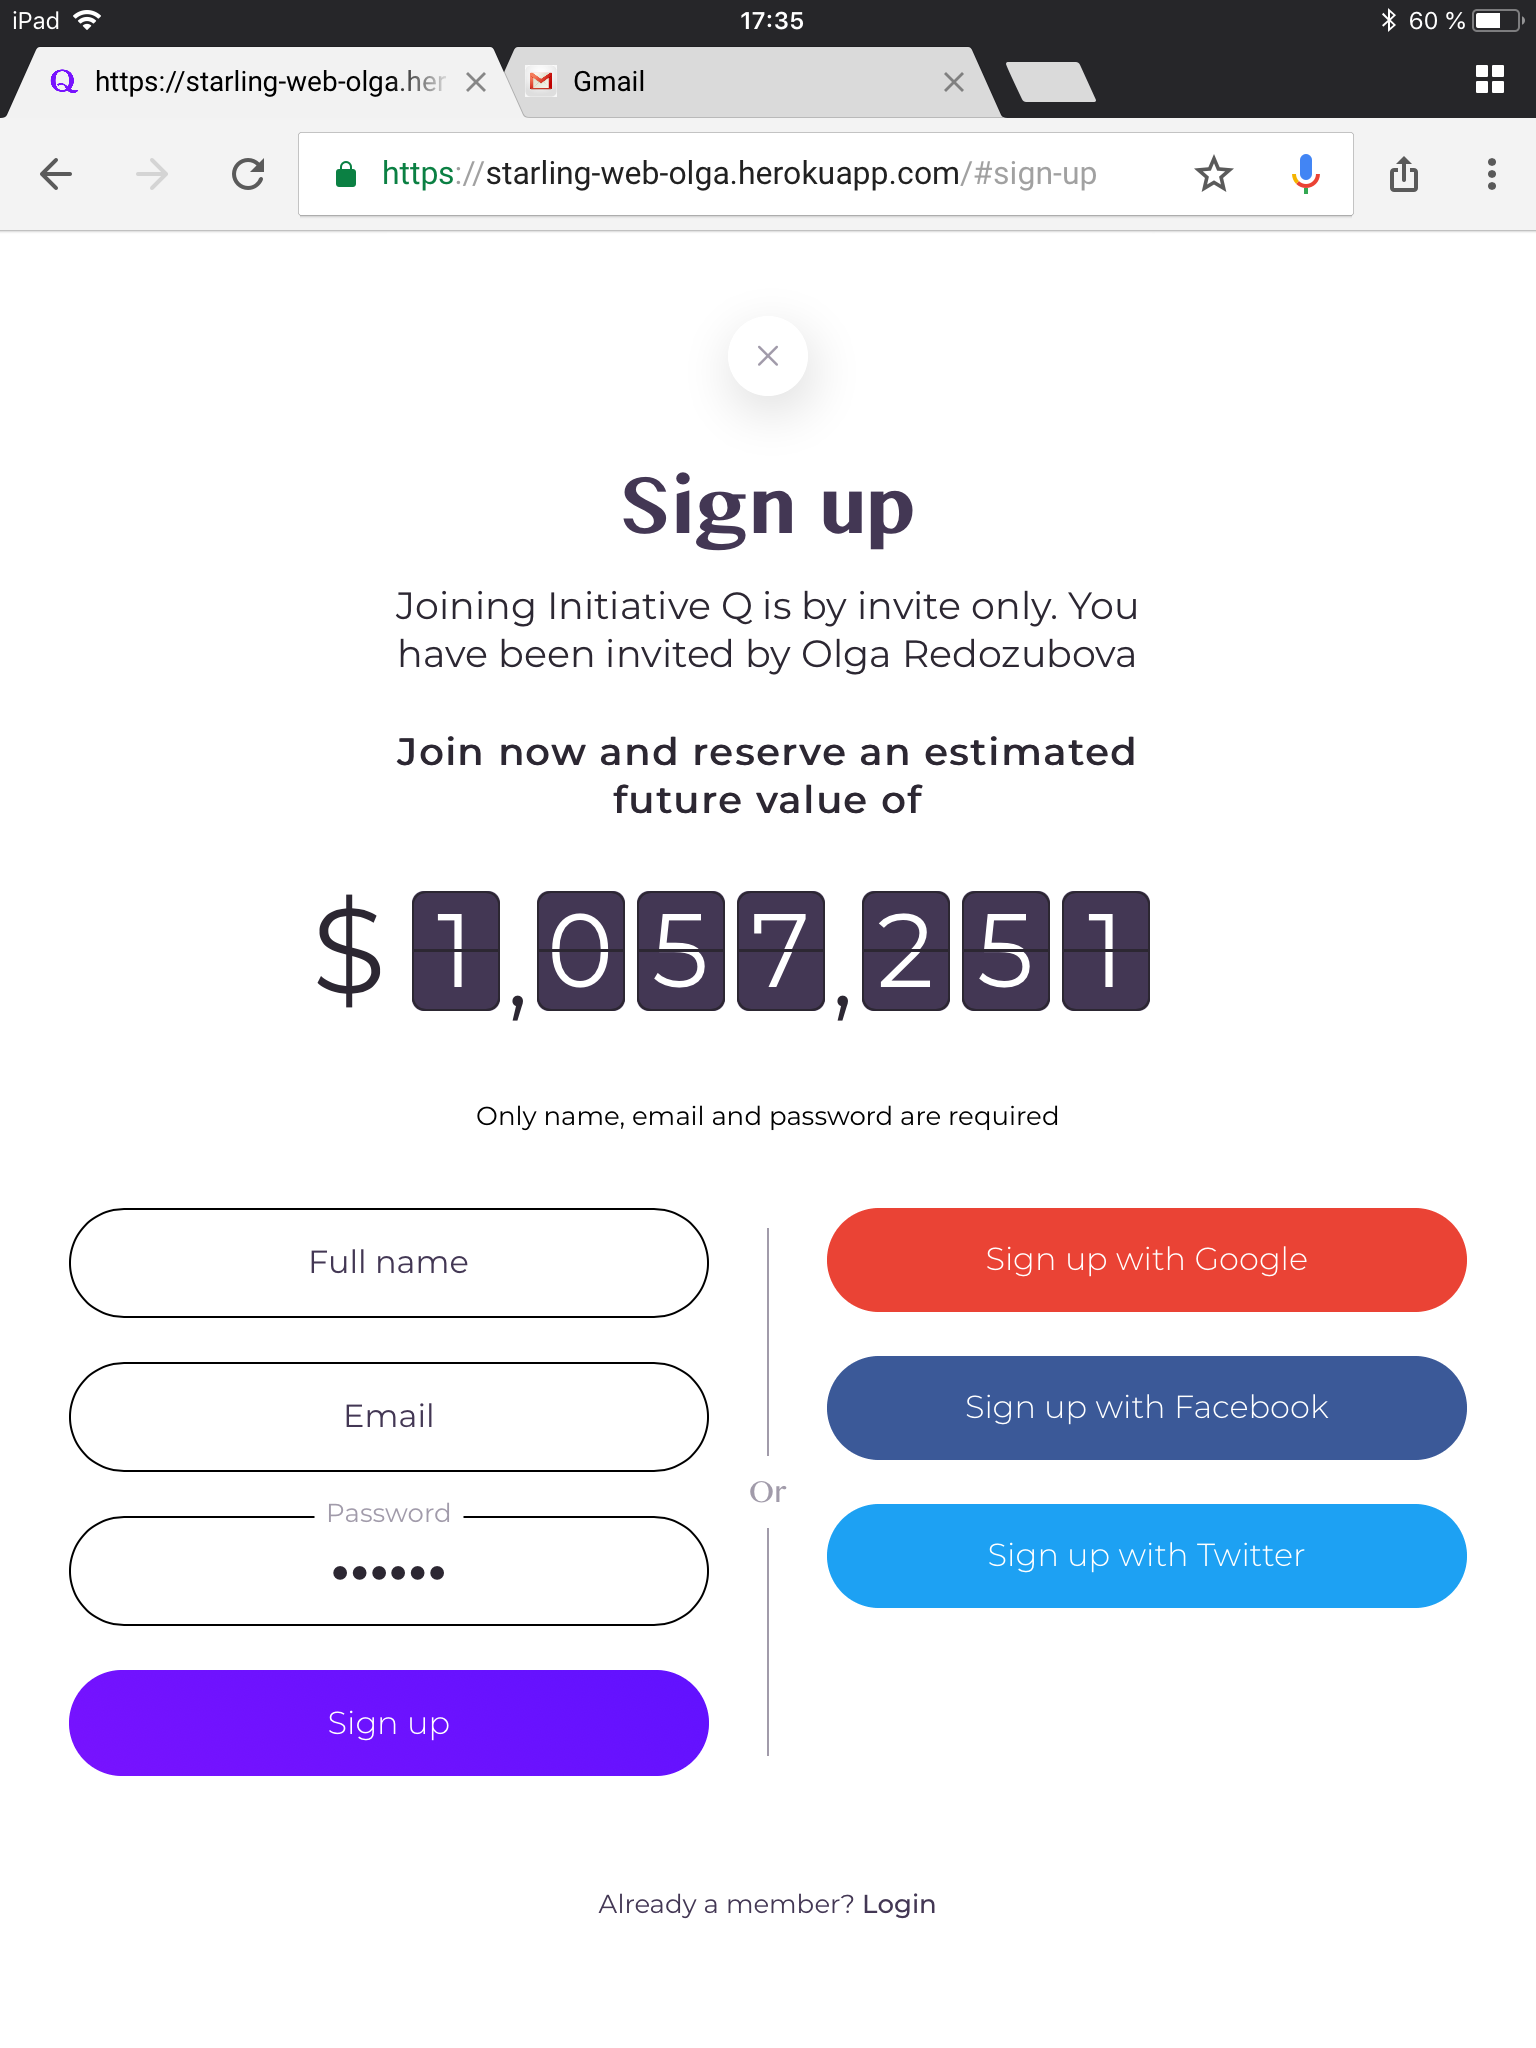 iPad 17:35 60 %
https://starling-web-olga.her Gmail
https://starling-web-olga.herokuapp.com/#sign-up
Sign up
Joining Initiative Q is by invite only. You
have been invited by Olga Redozubova
Join now and reserve an estimated
future value of
$ 1,057,251
Only name, email and password are required
Full name
Email
Password
••••••
Sign up
Or
Sign up with Google
Sign up with Facebook
Sign up with Twitter
Already a member? Login